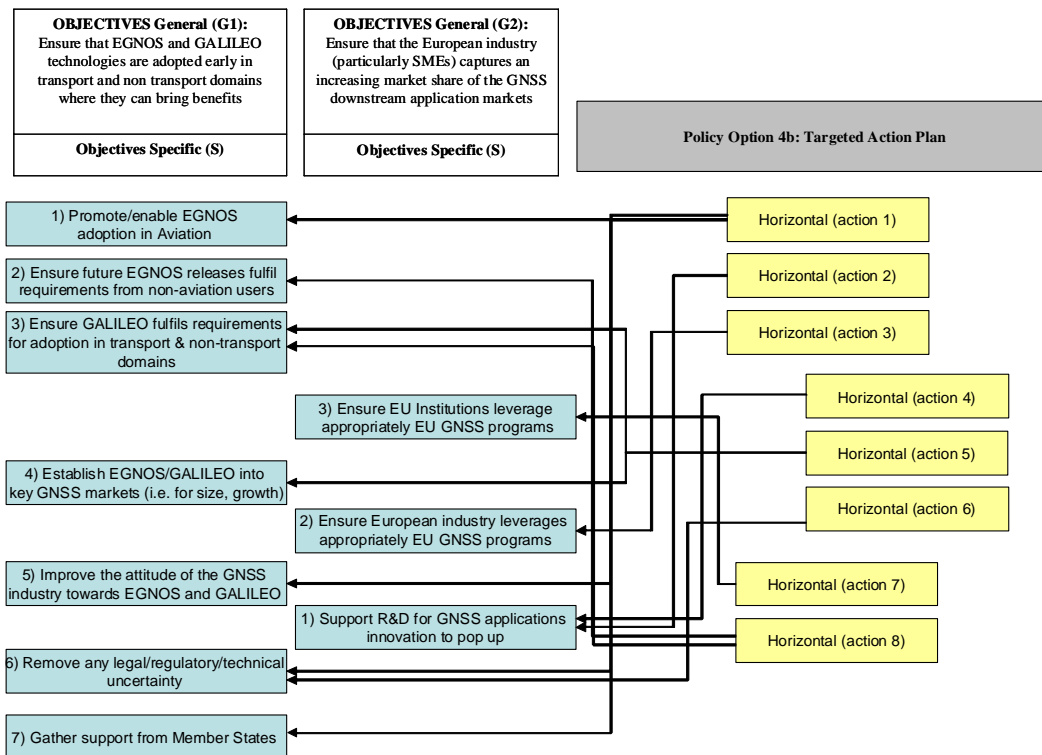 OBJECTIVES General (G1):
Ensure that EGNOS and GALILEO
technologies are adopted early in
transport and non transport domains
where they can bring benefits
Objectives Specific (S)
OBJECTIVES General (G2):
Ensure that the European industry
(particularly SMEs) captures an
increasing market share of the GNSS
downstream application markets
Objectives Specific (S)
Policy Option 4b: Targeted Action Plan
1) Promote/enable EGNOS
adoption in Aviation
2) Ensure future EGNOS releases fulfil
requirements from non-aviation users
3) Ensure GALILEO fulfils requirements
for adoption in transport & non-transport
domains
4) Establish EGNOS/GALILEO into
key GNSS markets (i.e. for size, growth)
5) Improve the attitude of the GNSS
industry towards EGNOS and GALILEO
6) Remove any legal/regulatory/technical
uncertainty
7) Gather support from Member States
3) Ensure EU Institutions leverage
appropriately EU GNSS programs
2) Ensure European industry leverages
appropriately EU GNSS programs
1) Support R&D for GNSS applications
innovation to pop up
Horizontal (action 1)
Horizontal (action 2)
Horizontal (action 3)
Horizontal (action 4)
Horizontal (action 5)
Horizontal (action 6)
Horizontal (action 7)
Horizontal (action 8)